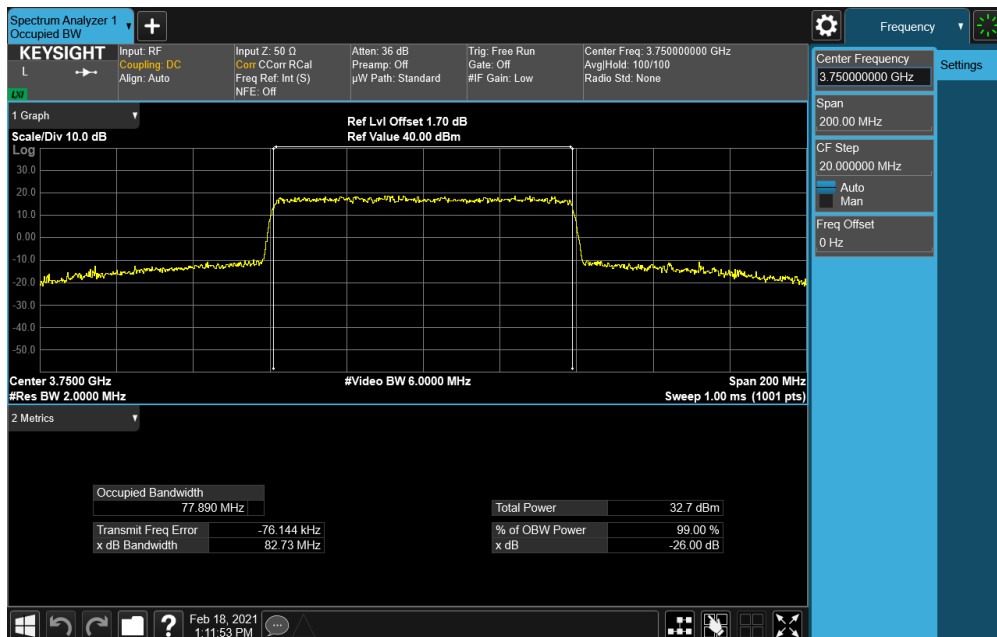 Spectrum Analyzer 1
Occupied BW
Frequency
KEYSIGHT
L
LXI
Input: RF
Coupling: DC
Align: Auto
Input Z: 50 Ω
Corr CCorr RCal
Freq Ref: Int (S)
NFE: Off
Atten: 36 dB
Preamp: Off
µW Path: Standard
Trig: Free Run
Gate: Off
#IF Gain: Low
Center Freq: 3.750000000 GHz
Avg|Hold: 100/100
Radio Std: None
Center Frequency
3.750000000 GHz
Settings
Span
200.00 MHz
CF Step
20.000000 MHz
Auto
Man
Freq Offset
0 Hz
1 Graph
Scale/Div 10.0 dB
Ref Lvl Offset 1.70 dB
Ref Value 40.00 dBm
Log
30.0
20.0
10.0
0.00
-10.0
-20.0
-30.0
-40.0
-50.0
Center 3.7500 GHz
#Video BW 6.0000 MHz
Span 200 MHz
#Res BW 2.0000 MHz
Sweep 1.00 ms (1001 pts)
2 Metrics
Occupied Bandwidth
77.890 MHz
Total Power 32.7 dBm
Transmit Freq Error -76.144 kHz
% of OBW Power 99.00 %
x dB Bandwidth 82.73 MHz
x dB -26.00 dB
?
Feb 18, 2021
1:11:53 PM